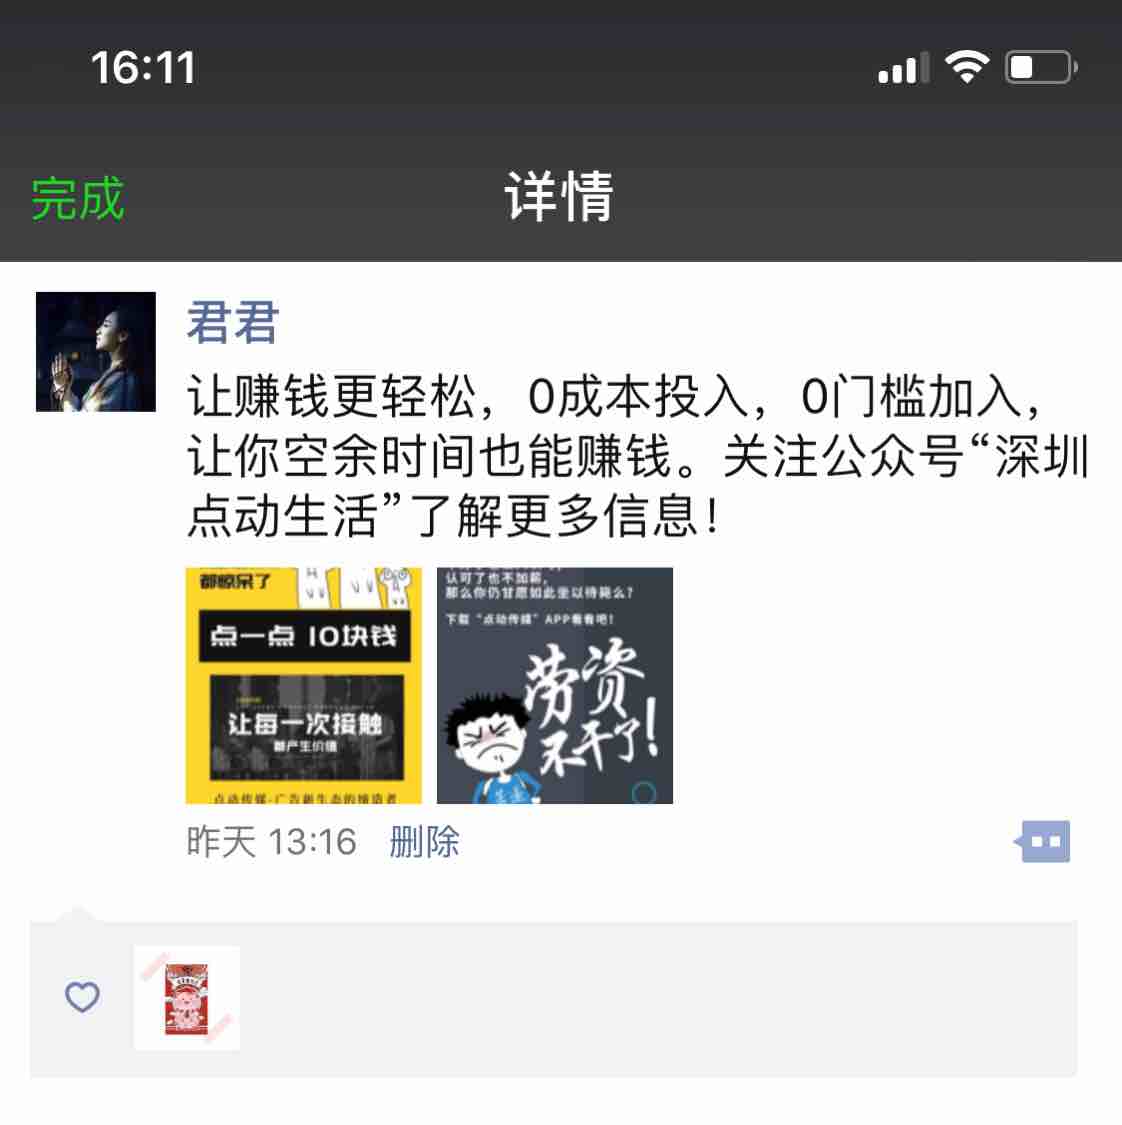 16:11
完成
详情
君君
让赚钱更轻松，0成本投入，0门槛加入，
让你空余时间也能赚钱。关注公众号“深圳
点动生活”了解更多信息！
都惊呆了
点一点 10块钱
让每一次接触
都产生价值
点动传媒·广告新生态的缔造者
认可了也不加薪，
那么你仍甘愿如此坐以待毙么？
下载“点动传媒”APP看看吧！
劳资
不干了！
昨天 13:16 删除